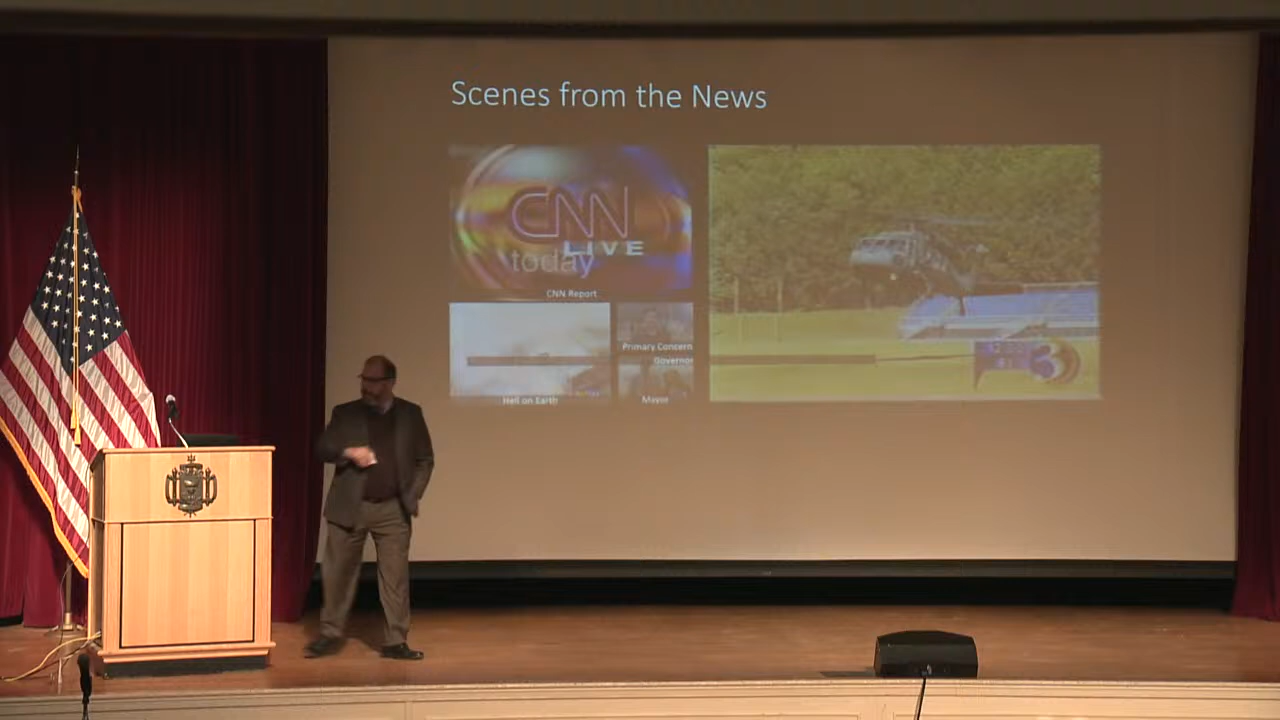 Scenes from the News
CNN
LIVE
today
CNN Report
Primary Concern
Governor
Hell on Earth
Mayor
3